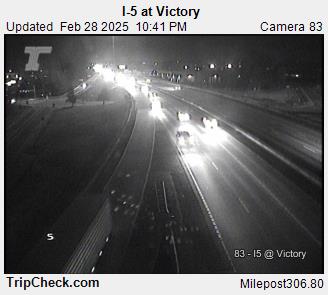 I-5 at Victory
Updated  Feb 28 2025  10:41 PM
Camera 83
T
S
83 - I5 @ Victory
TripCheck.com
Milepost306.80